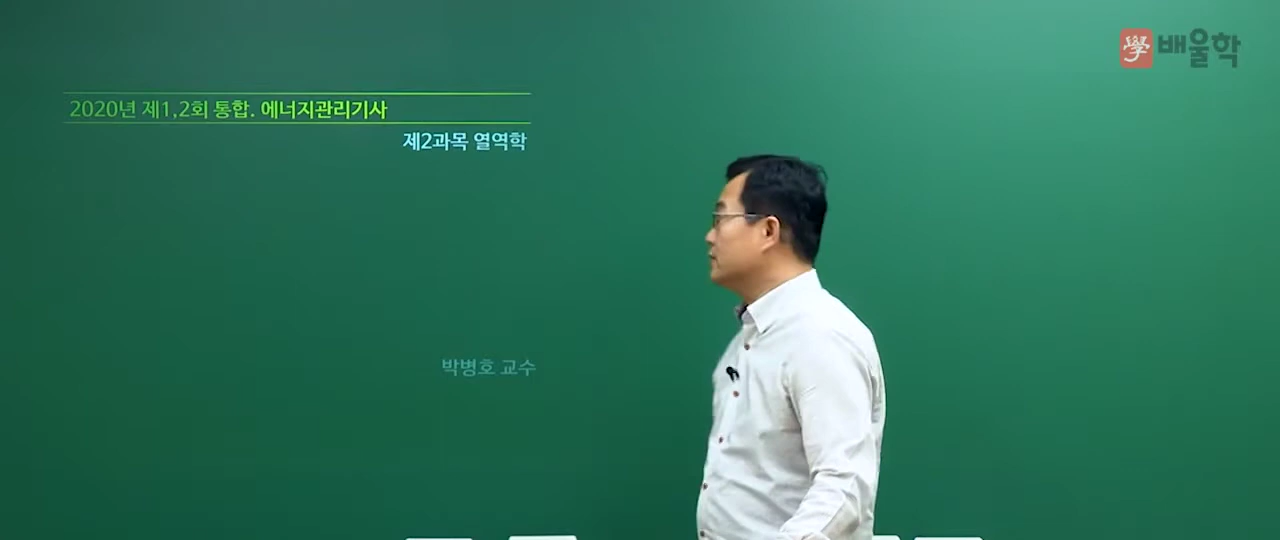 學 배울학
2020년 제1,2회 통합. 에너지관리기사
제2과목 열역학
박병호 교수